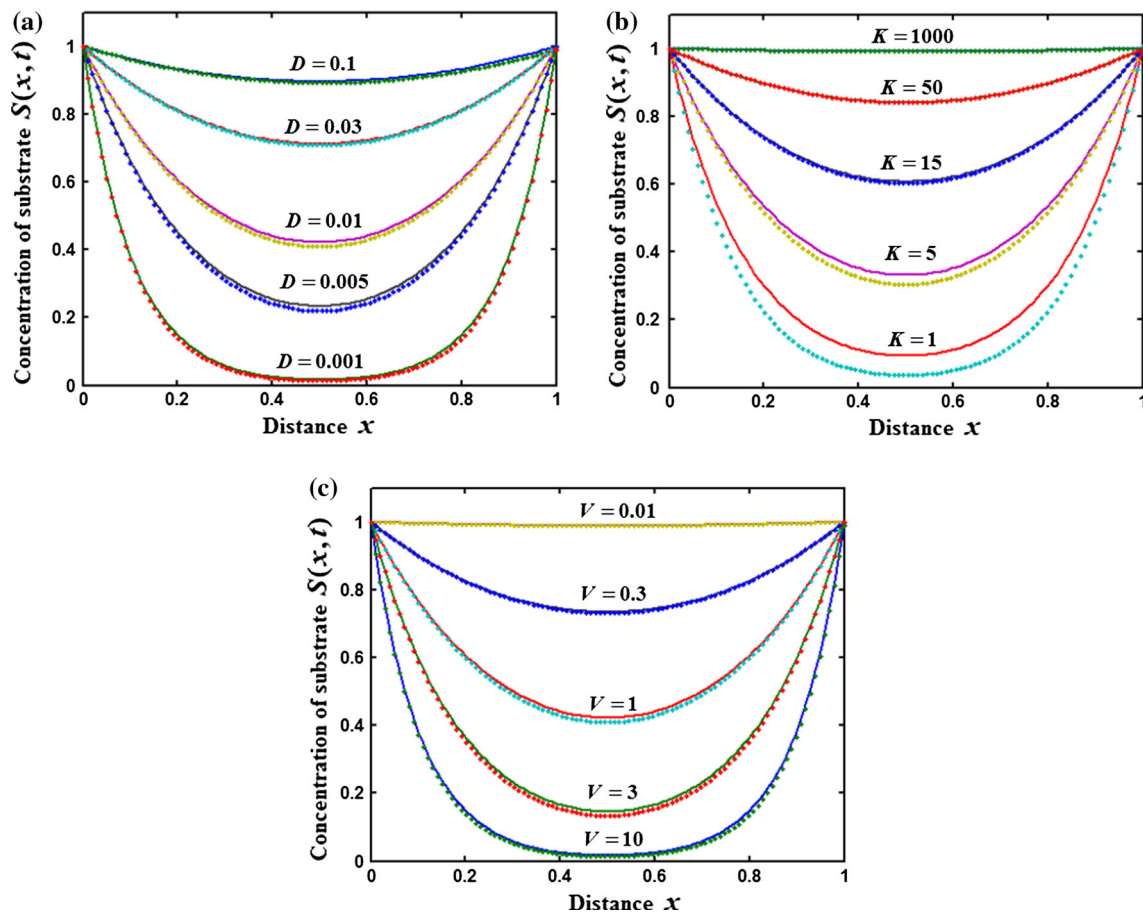 (a)
Concentration of substrate S(x, t)
1
0.8
0.6
0.4
0.2
0
D = 0.1
D = 0.03
D = 0.01
D = 0.005
D = 0.001
0 0.2 0.4 0.6 0.8 1
Distance x
(b)
Concentration of substrate S(x, t)
1
0.8
0.6
0.4
0.2
0
K = 1000
K = 50
K = 15
K = 5
K = 1
0 0.2 0.4 0.6 0.8 1
Distance x
(c)
Concentration of substrate S(x, t)
1
0.8
0.6
0.4
0.2
0
V = 0.01
V = 0.3
V = 1
V = 3
V = 10
0 0.2 0.4 0.6 0.8 1
Distance x